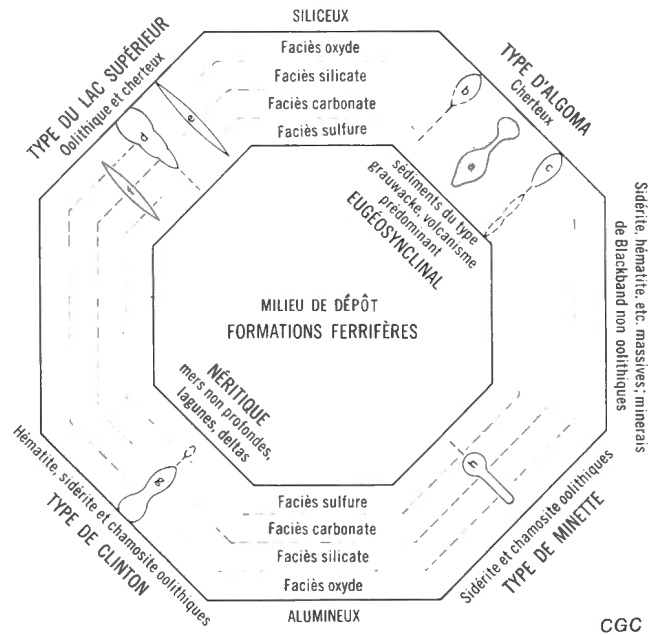 SILICEUX
Faciès oxyde
Faciès silicate
Faciès carbonate
Faciès sulfure
TYPE DU LAC SUPÉRIEUR
Oolithique et cherteux
TYPE D'ALGOMA
Cherteux
b
e
d
a
c
f
sédiments du type
grauwacke, volcanisme
prédominant
EUGÉOSYNCLINAL
Sidérite, hématite, etc. massives; minerais
de Blackband non oolithiques
MILIEU DE DÉPÔT
FORMATIONS FERRIFÈRES
NÉRITIQUE
mers non profondes,
lagunes, deltas
g
h
Hématite, sidérite et chamosite oolithiques
TYPE DE CLINTON
Sidérite et chamosite oolithiques
TYPE DE MINETTE
Faciès sulfure
Faciès carbonate
Faciès silicate
Faciès oxyde
ALUMINEUX
CGC